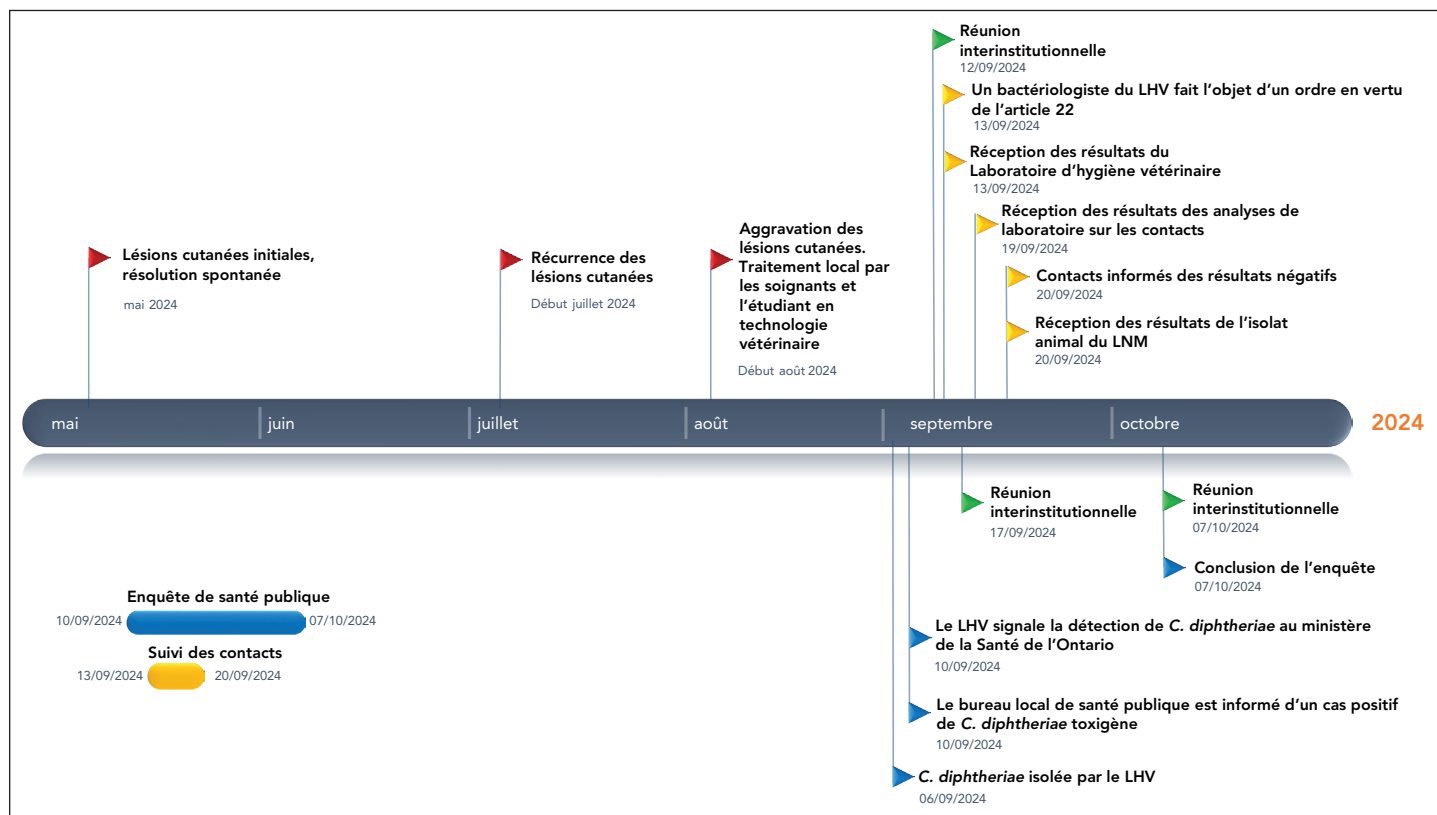 Réunion
interinstitutionnelle
12/09/2024
Un bactériologiste du LHV fait l'objet d'un ordre en vertu
de l'article 22
13/09/2024
Réception des résultats du
Laboratoire d'hygiène vétérinaire
13/09/2024
Réception des résultats des analyses de
laboratoire sur les contacts
19/09/2024
Contacts informés des résultats négatifs
20/09/2024
Réception des résultats de l'isolat
animal du LNM
20/09/2024
Lésions cutanées initiales,
résolution spontanée
mai 2024
Récurrence des
lésions cutanées
Début juillet 2024
Aggravation des
lésions cutanées.
Traitement local par
les soignants et
l'étudiant en
technologie
vétérinaire
Début août 2024
mai
juin
juillet
août
septembre
octobre
2024
Réunion
interinstitutionnelle
17/09/2024
Réunion
interinstitutionnelle
07/10/2024
Conclusion de l'enquête
07/10/2024
Le LHV signale la détection de C. diphtheriae au ministère
de la Santé de l'Ontario
10/09/2024
Le bureau local de santé publique est informé d'un cas positif
de C. diphtheriae toxigène
10/09/2024
C. diphtheriae isolée par le LHV
06/09/2024
Enquête de santé publique
10/09/2024
07/10/2024
Suivi des contacts
13/09/2024
20/09/2024